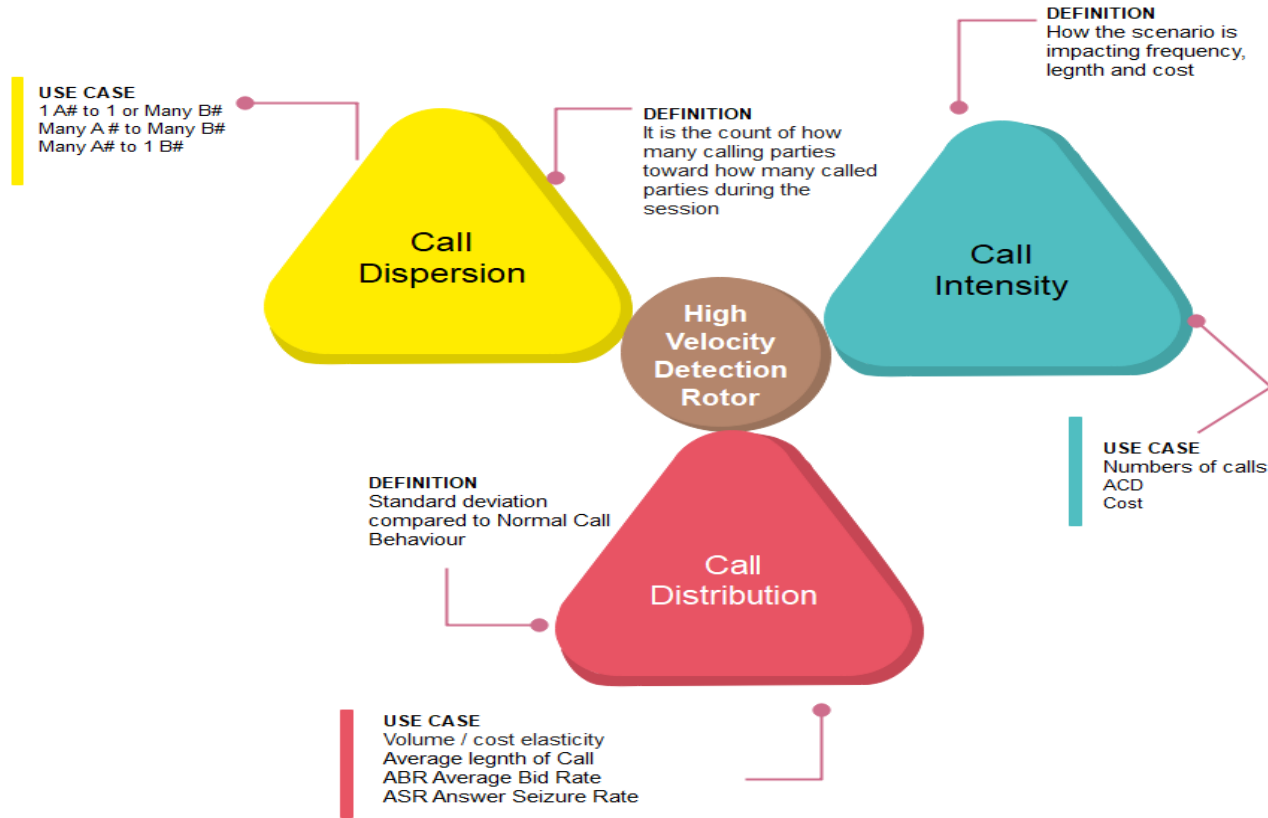 USE CASE
1 A# to 1 or Many B#
Many A # to Many B#
Many A# to 1 B#
Call
Dispersion
DEFINITION
It is the count of how
many calling parties
toward how many called
parties during the
session
DEFINITION
How the scenario is
impacting frequency,
legnth and cost
Call
Intensity
High
Velocity
Detection
Rotor
USE CASE
Numbers of calls
ACD
Cost
DEFINITION
Standard deviation
compared to Normal Call
Behaviour
Call
Distribution
USE CASE
Volume / cost elasticity
Average legnth of Call
ABR Average Bid Rate
ASR Answer Seizure Rate